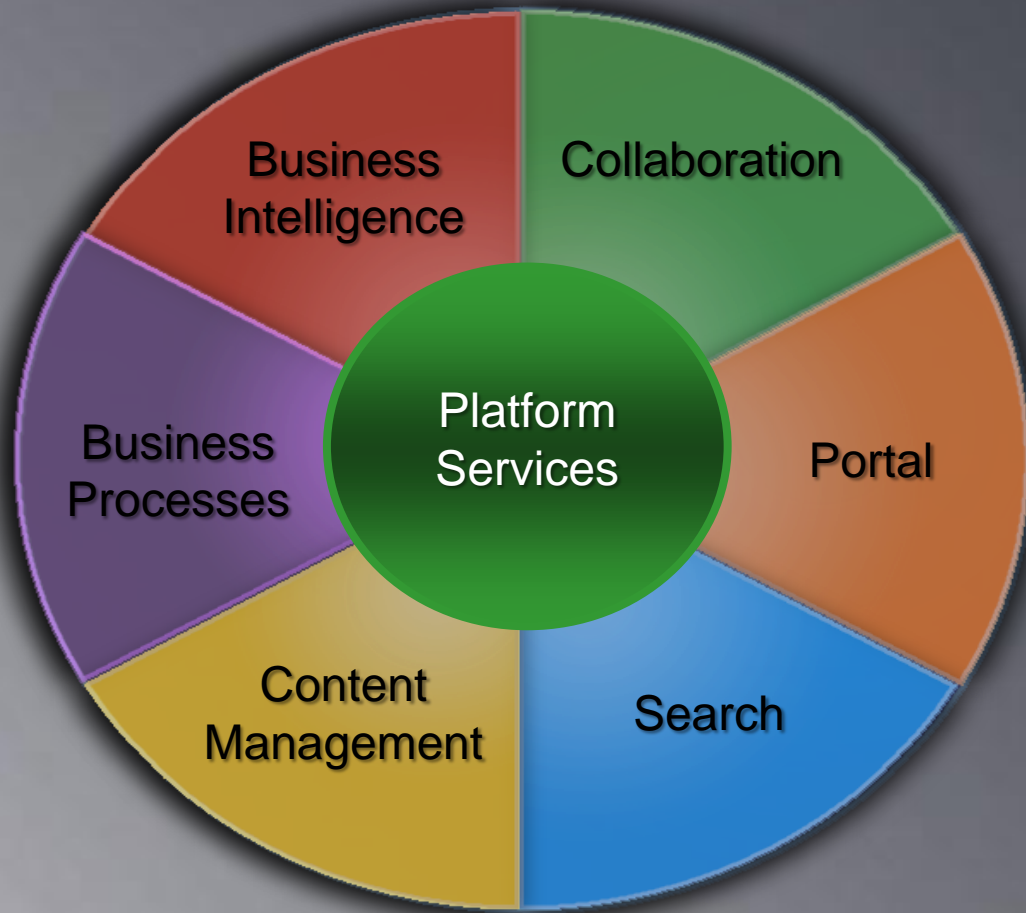 Business
Intelligence
Collaboration
Business
Processes
Platform
Services
Portal
Content
Management
Search